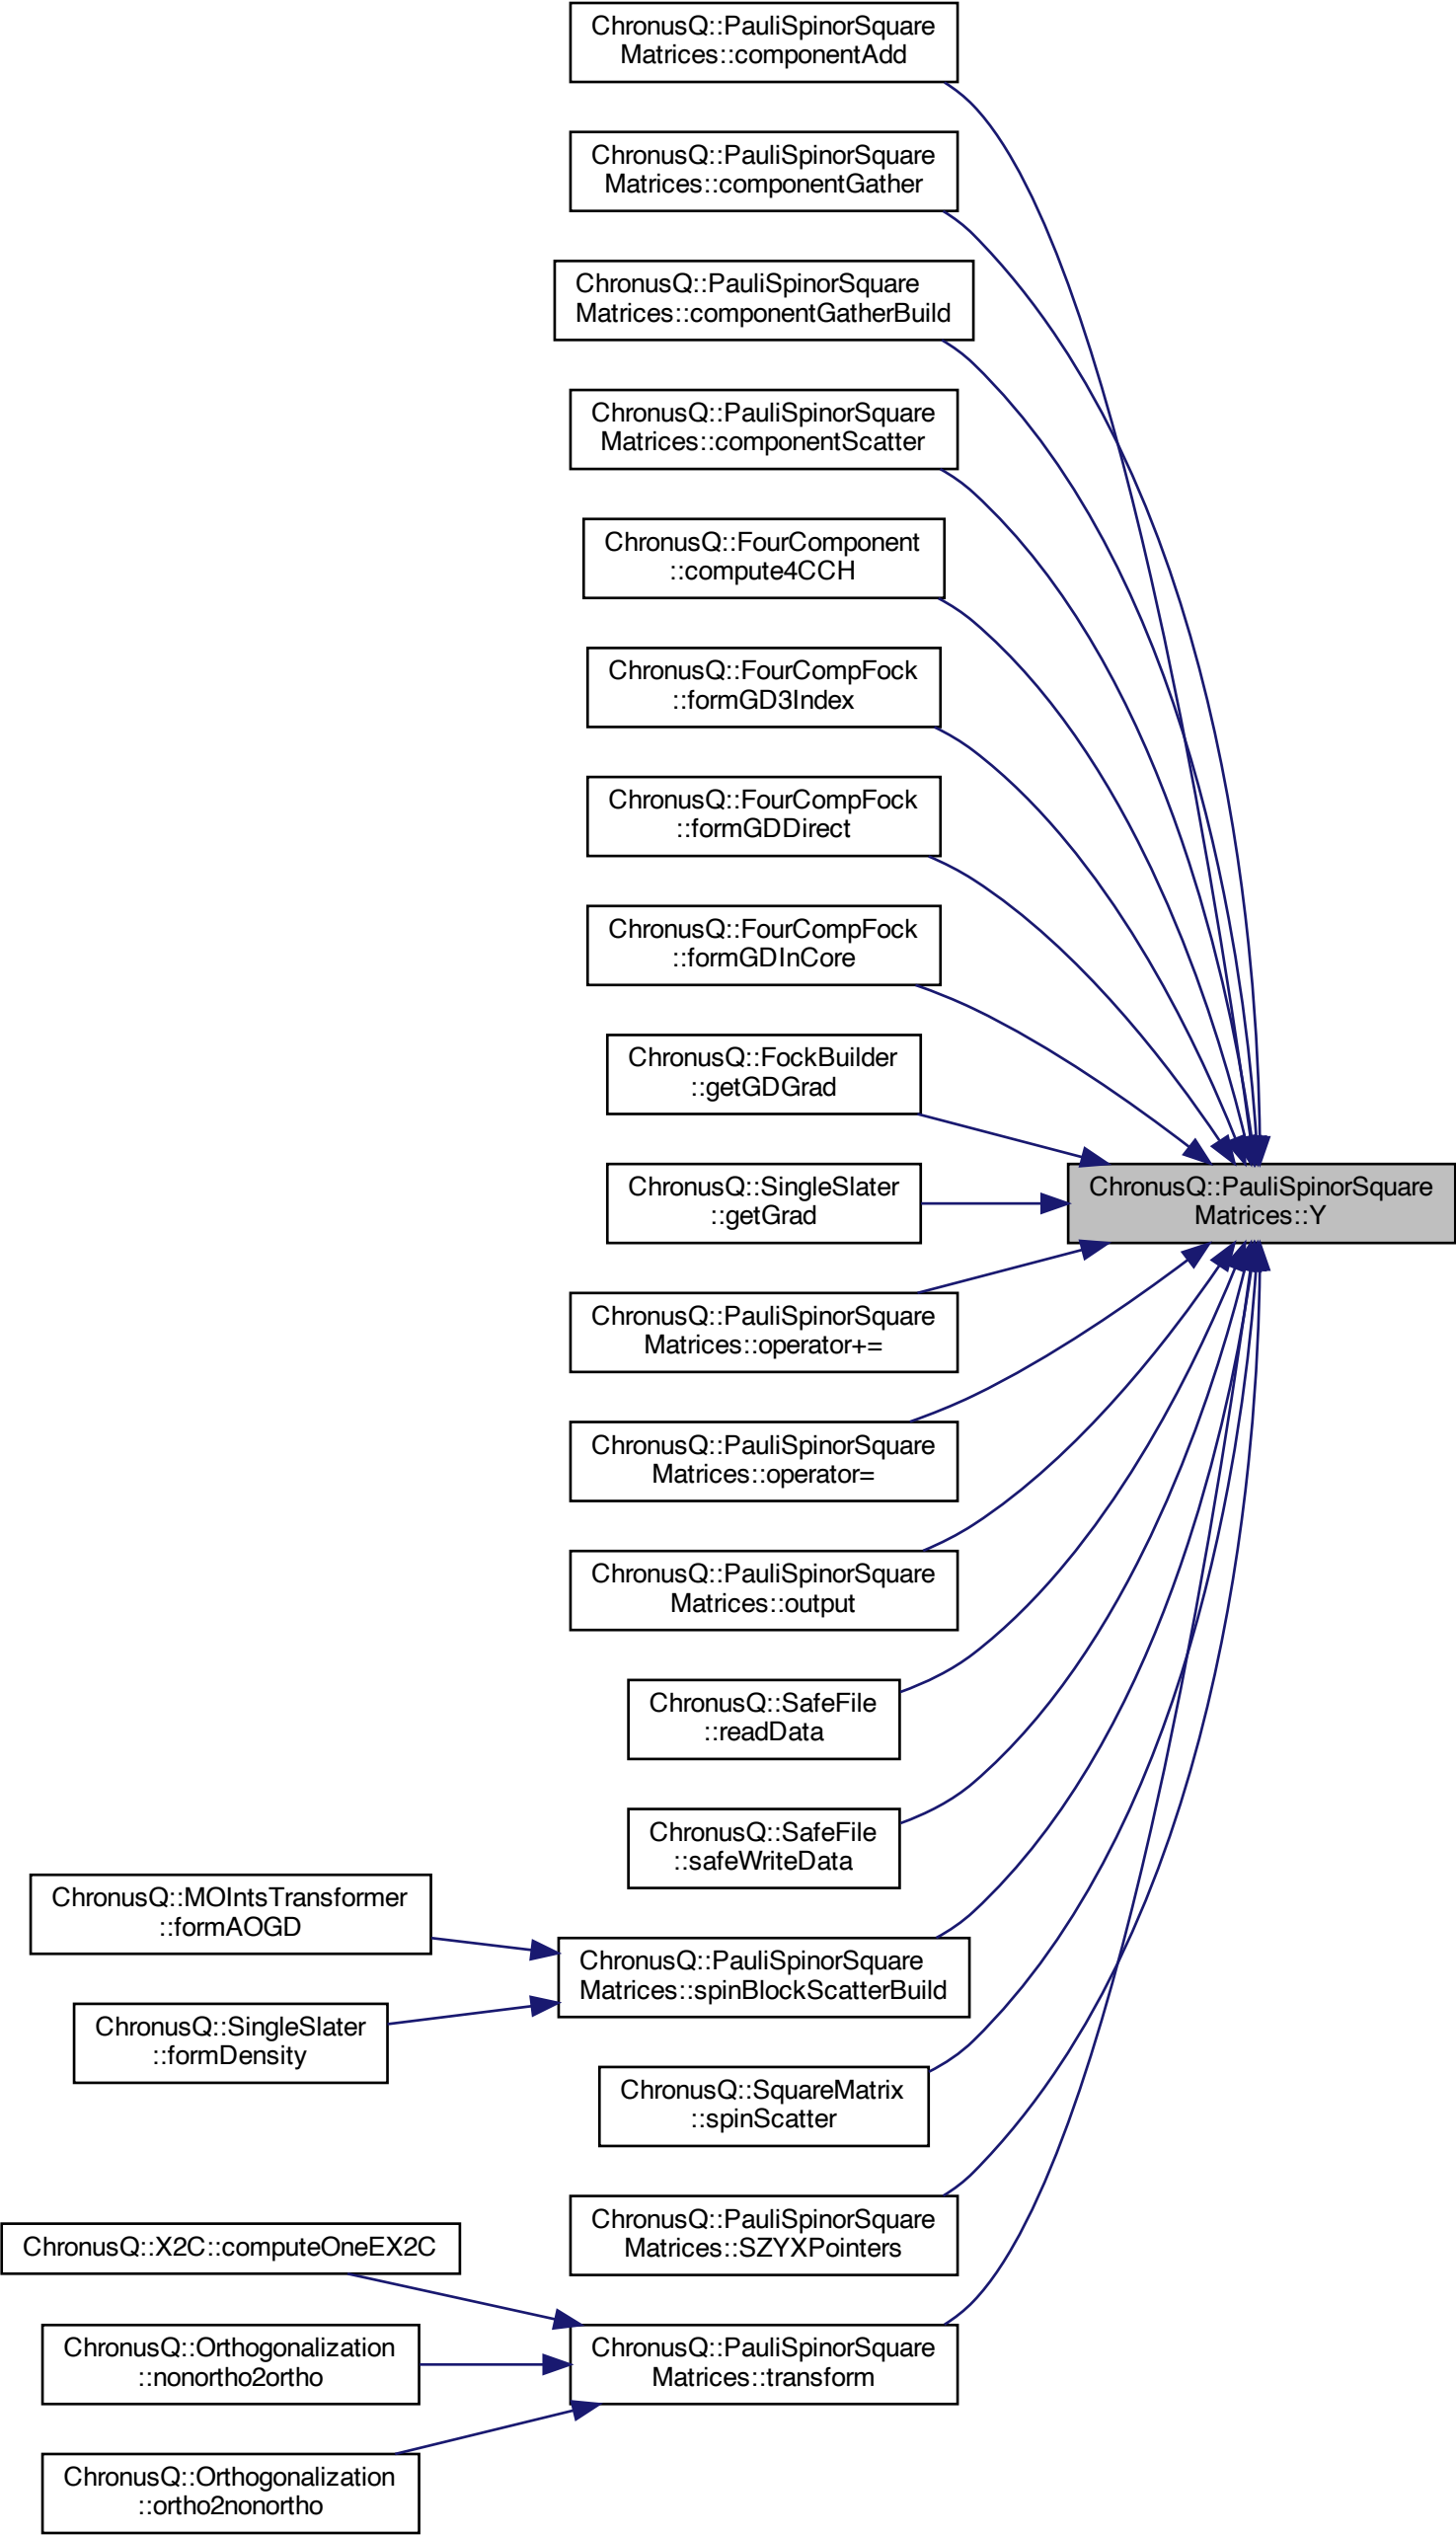 ChronusQ::PauliSpinorSquare
Matrices::componentAdd
ChronusQ::PauliSpinorSquare
Matrices::componentGather
ChronusQ::PauliSpinorSquare
Matrices::componentGatherBuild
ChronusQ::PauliSpinorSquare
Matrices::componentScatter
ChronusQ::FourComponent
::compute4CCH
ChronusQ::FourCompFock
::formGD3Index
ChronusQ::FourCompFock
::formGDDirect
ChronusQ::FourCompFock
::formGDInCore
ChronusQ::FockBuilder
::getGDGrad
ChronusQ::SingleSlater
::getGrad
ChronusQ::PauliSpinorSquare
Matrices::Y
ChronusQ::PauliSpinorSquare
Matrices::operator+=
ChronusQ::PauliSpinorSquare
Matrices::operator=
ChronusQ::PauliSpinorSquare
Matrices::output
ChronusQ::SafeFile
::readData
ChronusQ::SafeFile
::safeWriteData
ChronusQ::MOIntsTransformer
::formAOGD
ChronusQ::PauliSpinorSquare
Matrices::spinBlockScatterBuild
ChronusQ::SingleSlater
::formDensity
ChronusQ::SquareMatrix
::spinScatter
ChronusQ::PauliSpinorSquare
Matrices::SZYXPointers
ChronusQ::X2C::computeOneEX2C
ChronusQ::PauliSpinorSquare
Matrices::transform
ChronusQ::Orthogonalization
::nonortho2ortho
ChronusQ::Orthogonalization
::ortho2nonortho